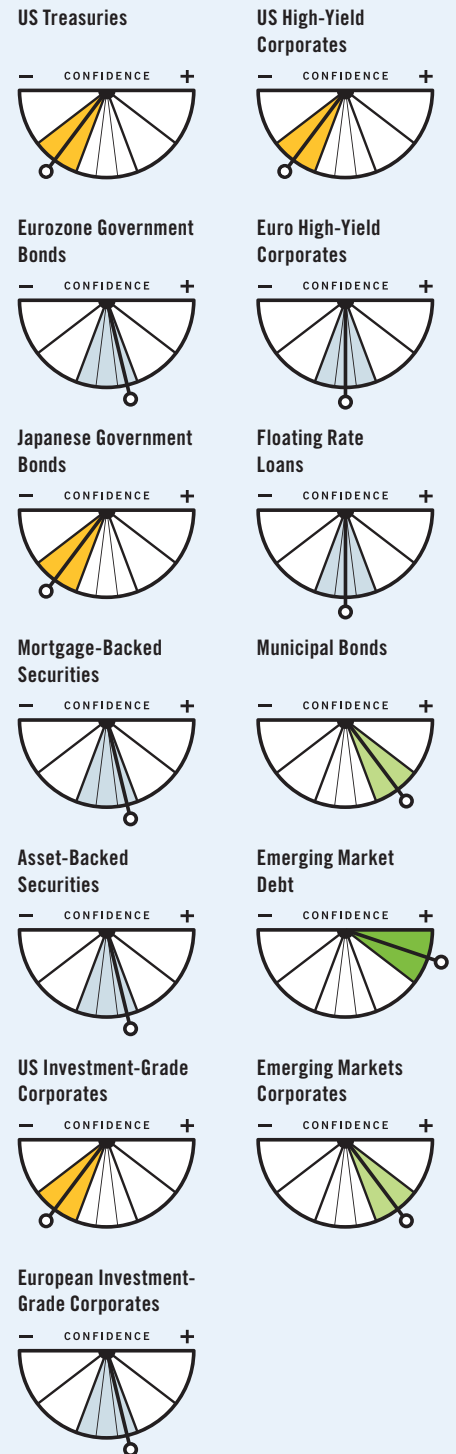 US Treasuries
− CONFIDENCE +
US High-Yield
Corporates
− CONFIDENCE +
Eurozone Government
Bonds
− CONFIDENCE +
Euro High-Yield
Corporates
− CONFIDENCE +
Japanese Government
Bonds
− CONFIDENCE +
Floating Rate
Loans
− CONFIDENCE +
Mortgage-Backed
Securities
− CONFIDENCE +
Municipal Bonds
− CONFIDENCE +
Asset-Backed
Securities
− CONFIDENCE +
Emerging Market
Debt
− CONFIDENCE +
US Investment-Grade
Corporates
− CONFIDENCE +
Emerging Markets
Corporates
− CONFIDENCE +
European Investment-
Grade Corporates
− CONFIDENCE +